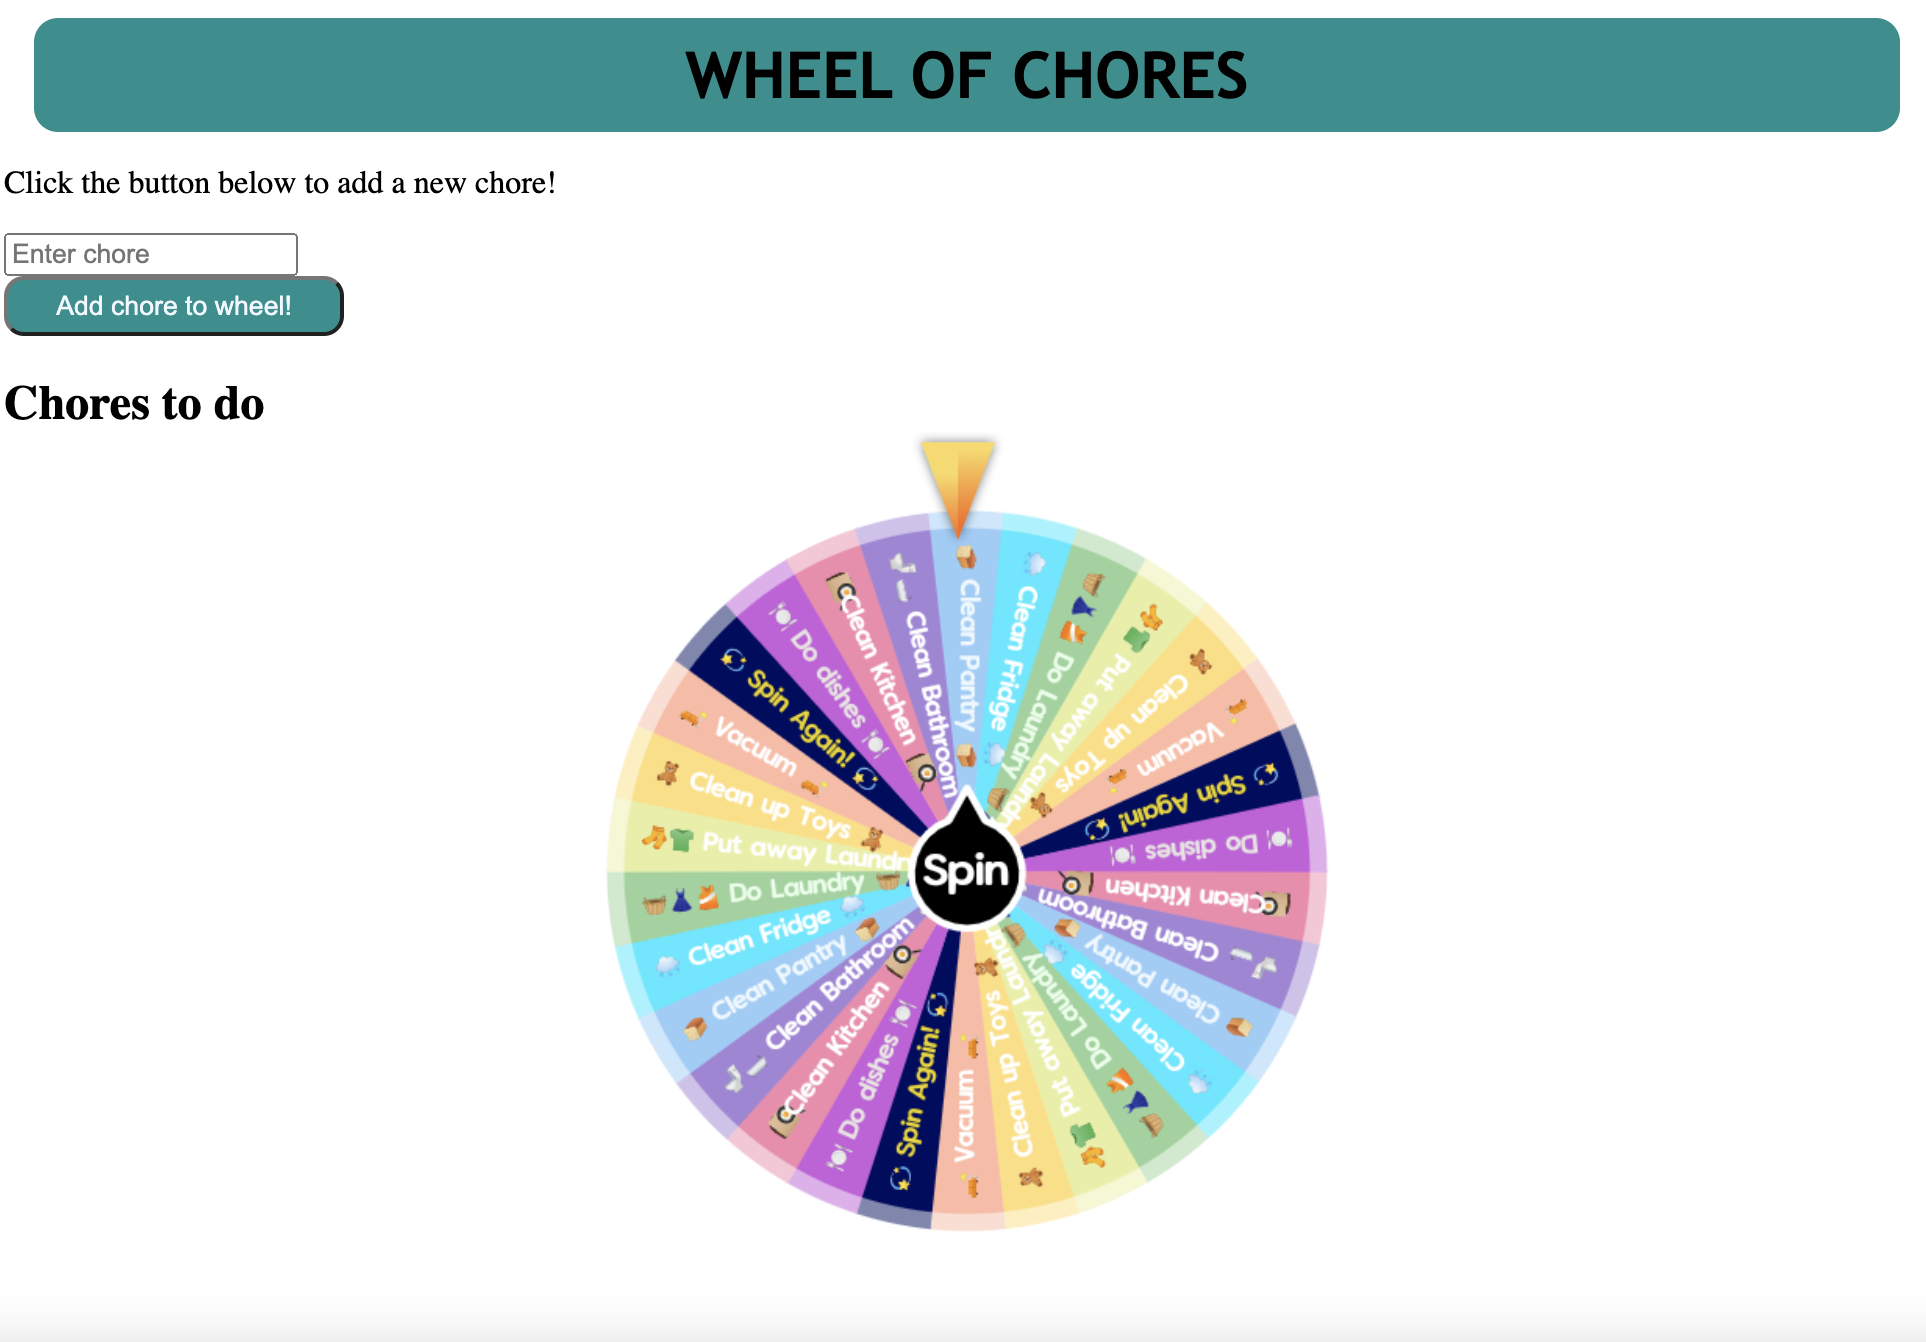 WHEEL OF CHORES
Click the button below to add a new chore!
Enter chore
Add chore to wheel!
Chores to do
Clean Pantry
Clean Fridge
Do Laundry
Put away Laundry
Clean up Toys
Vacuum
Spin Again!
Do dishes
Clean Kitchen
Clean Bathroom
Clean Pantry
Clean Fridge
Do Laundry
Put away Laund
Clean up Toys
Vacuum
Spin Again!
Do dishes
Clean Kitchen
Clean Bathroom
Clean Pantry
Clean Fridge
Do Laundry
Put away Laundr
Clean up Toys
Vacuum
Spin Again!
Do dishes
Clean Kitchen
Clean Bathroom
Spin